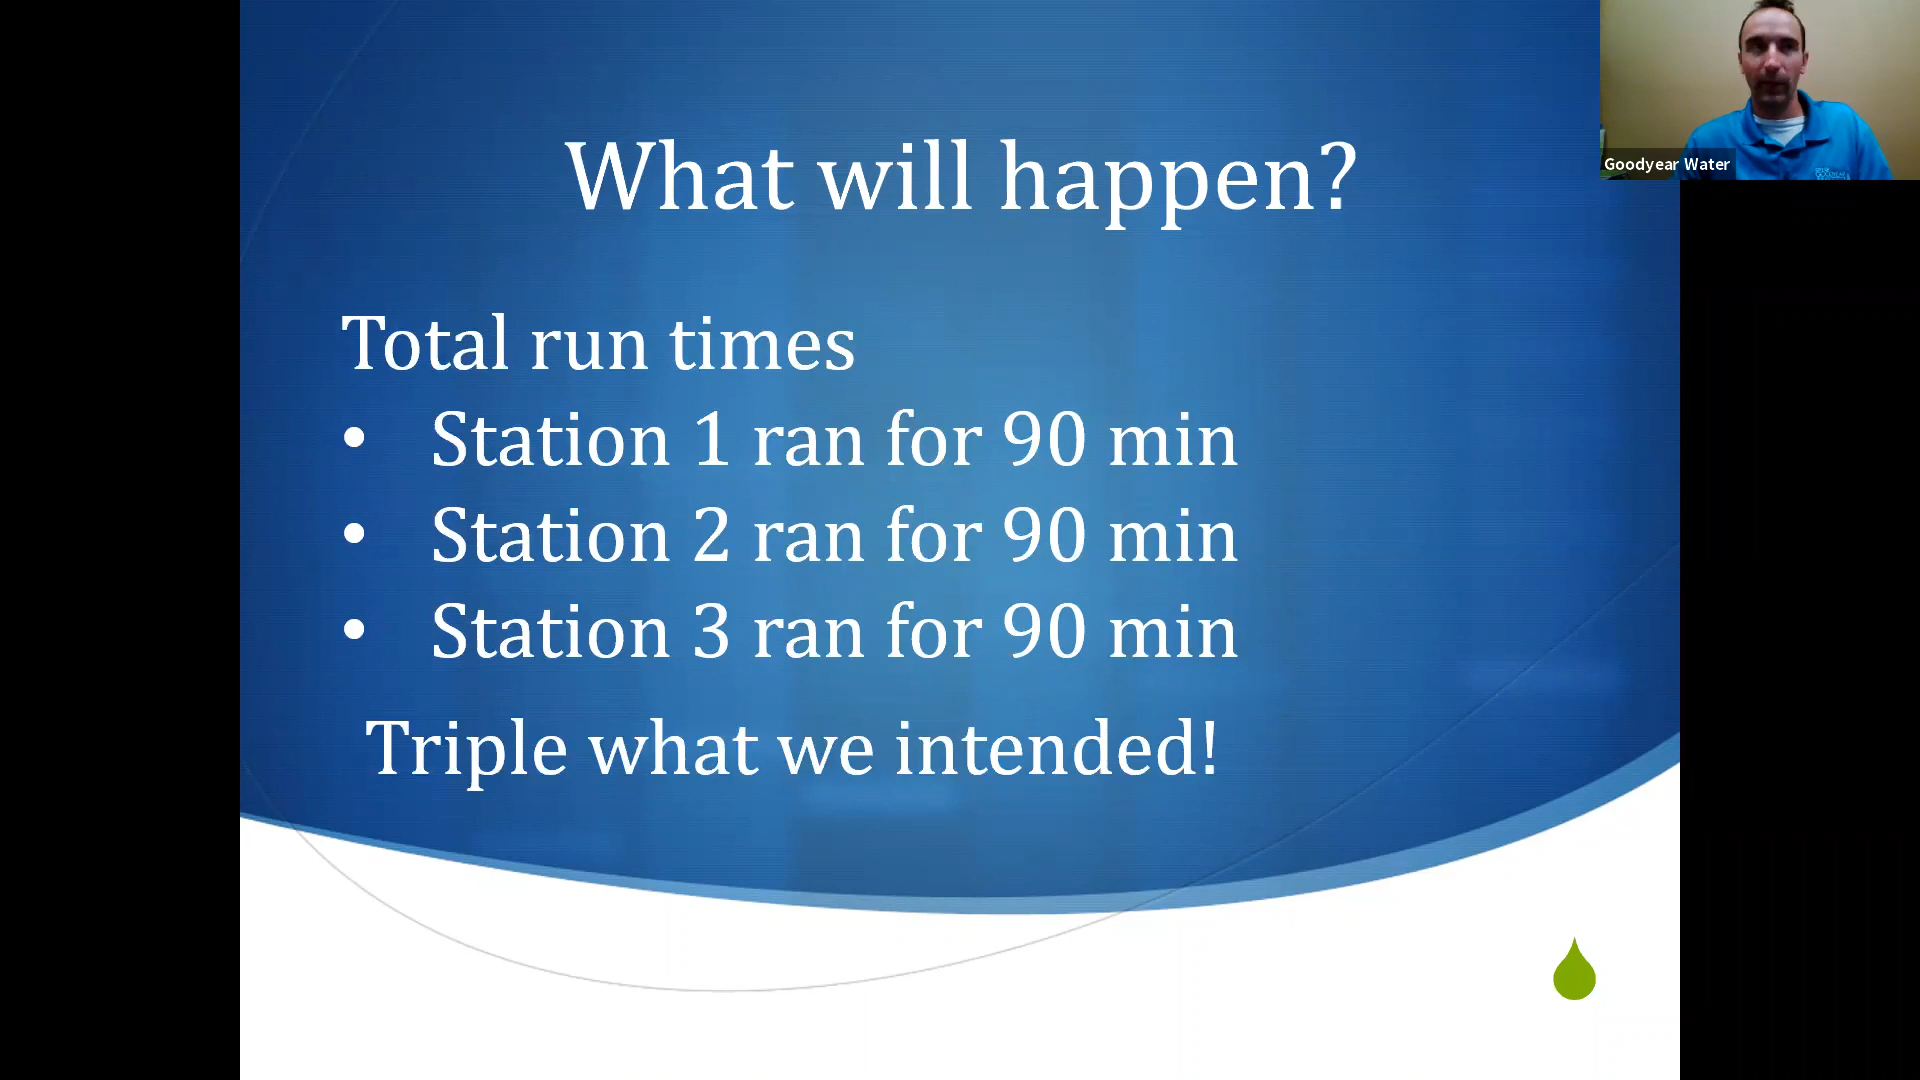 What will happen?
Goodyear Water
Total run times
• Station 1 ran for 90 min
• Station 2 ran for 90 min
• Station 3 ran for 90 min
Triple what we intended!